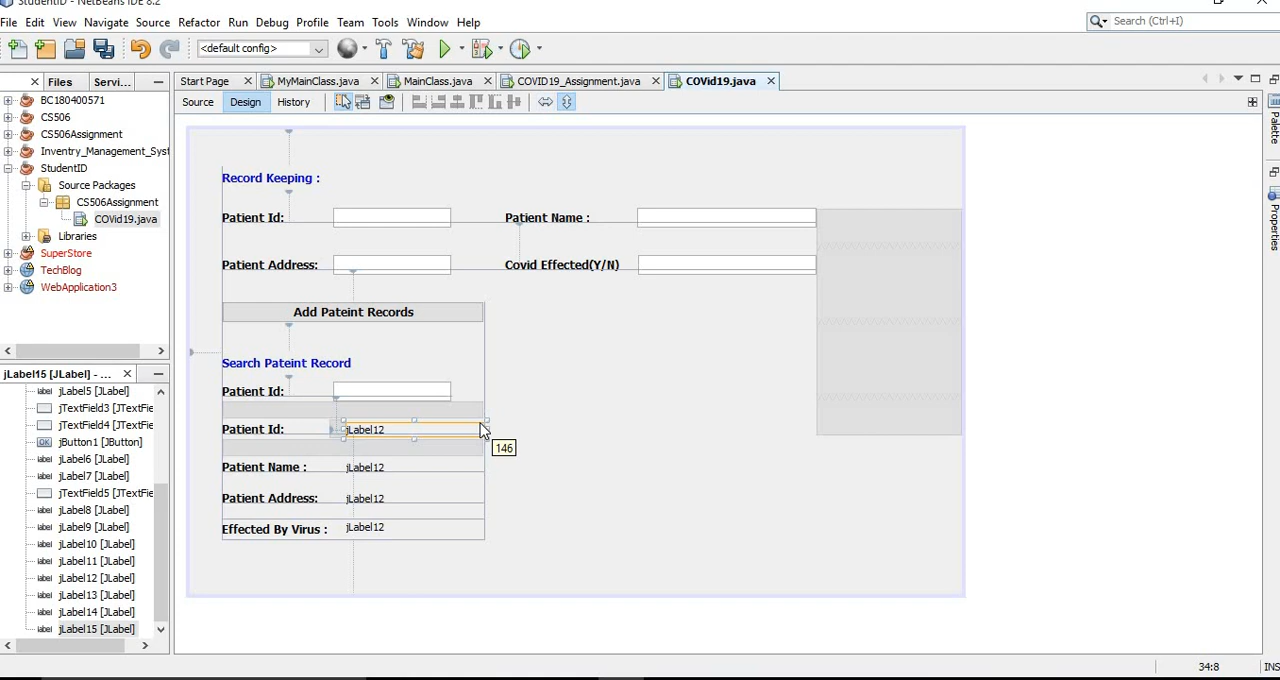 StudentID - NetBeans IDE 8.2
File Edit View Navigate Source Refactor Run Debug Profile Team Tools Window Help
Search (Ctrl+I)
<default config>
Files Servi...
Start Page MyMainClass.java MainClass.java COVID19_Assignment.java COVid19.java
Source Design History
BC180400571
CS506
CS506Assignment
Inventry_Management_Syst
StudentID
Source Packages
CS506Assignment
COVid19.java
Libraries
SuperStore
TechBlog
WebApplication3
Palette
Properties
jLabel15 [JLabel] - ...
jLabel5 [JLabel]
jTextField3 [JTextFie
jTextField4 [JTextFie
jButton1 [JButton]
jLabel6 [JLabel]
jLabel7 [JLabel]
jTextField5 [JTextFie
jLabel8 [JLabel]
jLabel9 [JLabel]
jLabel10 [JLabel]
jLabel11 [JLabel]
jLabel12 [JLabel]
jLabel13 [JLabel]
jLabel14 [JLabel]
jLabel15 [JLabel]
Record Keeping :
Patient Id: Patient Name :
Patient Address: Covid Effected(Y/N)
Add Pateint Records
Search Pateint Record
Patient Id:
Patient Id: jLabel12
146
Patient Name : jLabel12
Patient Address: jLabel12
Effected By Virus : jLabel12
34:8 INS